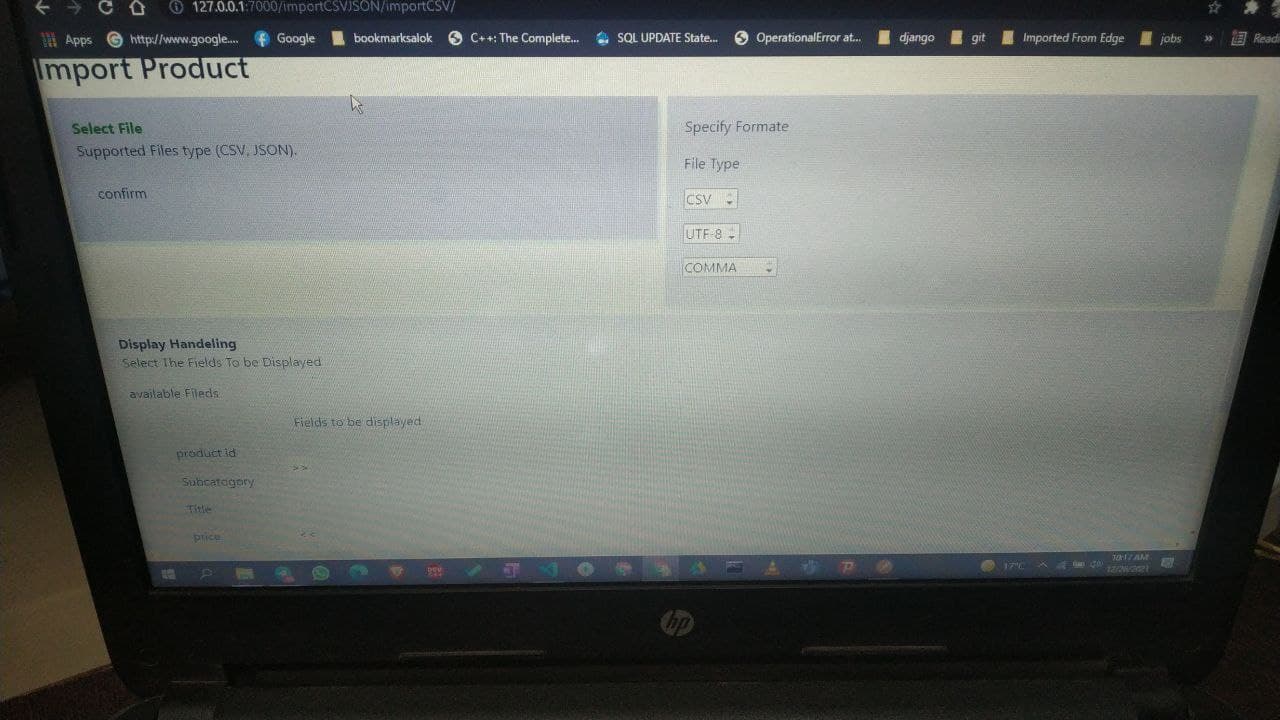 127.0.0.1:7000/importCSVJSON/importCSV/
Apps http://www.google.... Google bookmarksalok C++: The Complete... SQL UPDATE State... OperationalError at... django git Imported From Edge jobs » Readi
Import Product
Select File
Supported Files type (CSV, JSON).
confirm
Specify Formate
File Type
CSV
UTF-8
COMMA
Display Handeling
Select The Fields To be Displayed
available Fileds
Fields to be displayed
product id
>>
Subcatagory
Title
price
<<
17°C
10:17 AM
12/28/2021
hp